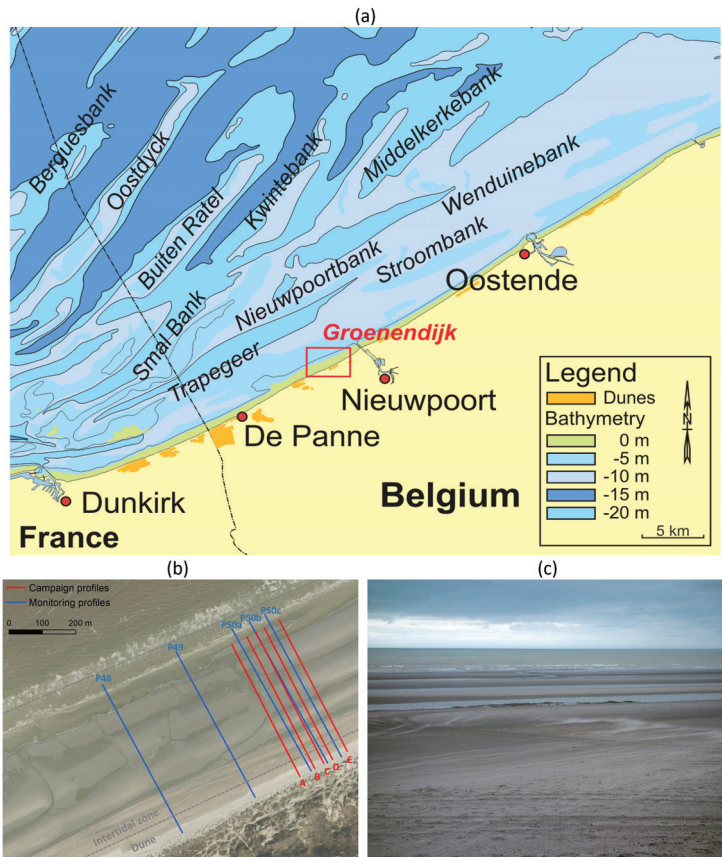 (a)
Berguesbank
Oostdyck
Buiten Ratel
Kwintebank
Middelkerkebank
Smal Bank
Nieuwpoortbank
Wenduinebank
Stroombank
Trapegeer
Oostende
Groenendijk
Nieuwpoort
De Panne
Dunkirk
France
Belgium
Legend
Dunes
Bathymetry
0 m
-5 m
-10 m
-15 m
-20 m
N
5 km
(b)
Campaign profiles
Monitoring profiles
0 100 200 m
P48
P49
P50a
P50b
P50c
A
B
C
D
E
Intertidal zone
Dune
(c)